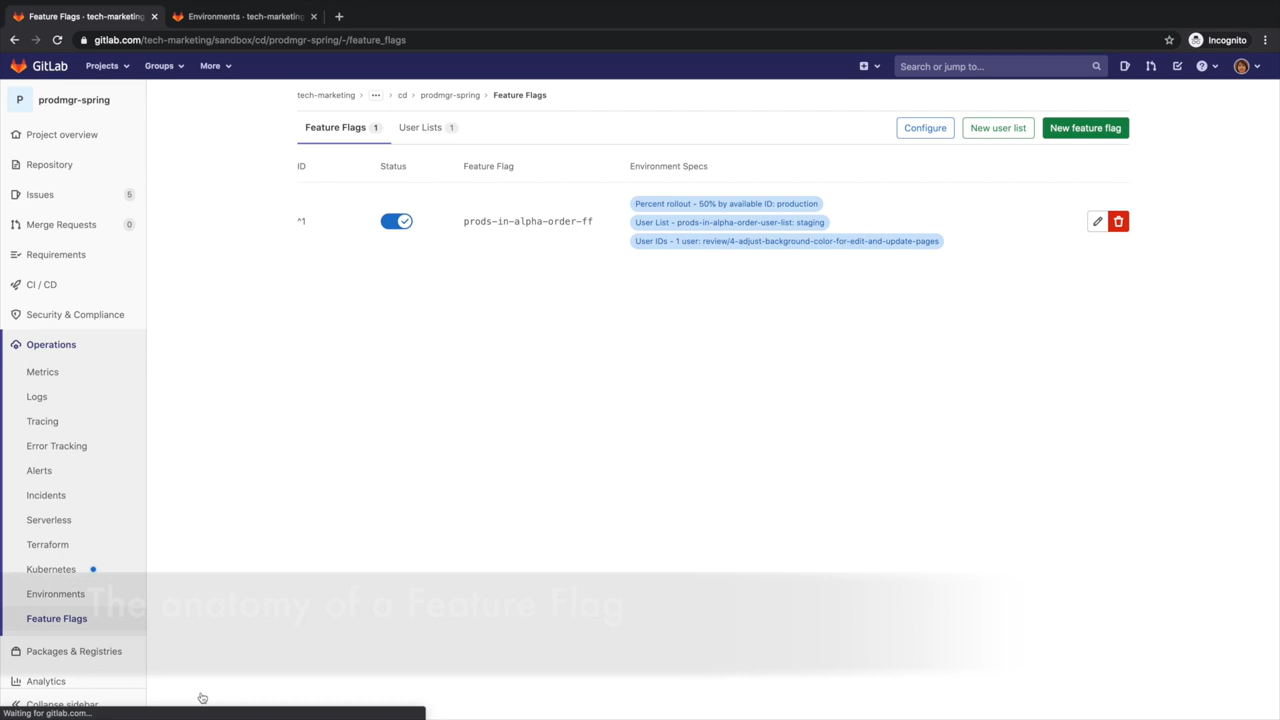 Feature Flags · tech-marketing
Environments · tech-marketing
gitlab.com/tech-marketing/sandbox/cd/prodmgr-spring/-/feature_flags
Incognito
GitLab
Projects
Groups
More
Search or jump to...
P
prodmgr-spring
Project overview
Repository
Issues 5
Merge Requests 0
Requirements
CI / CD
Security & Compliance
Operations
Metrics
Logs
Tracing
Error Tracking
Alerts
Incidents
Serverless
Terraform
Kubernetes
Environments
Feature Flags
Packages & Registries
Analytics
Collapse sidebar
Waiting for gitlab.com...
tech-marketing > ... > cd > prodmgr-spring > Feature Flags
Feature Flags 1 User Lists 1 Configure New user list New feature flag
ID Status Feature Flag Environment Specs
^1 prods-in-alpha-order-ff
Percent rollout - 50% by available ID: production
User List - prods-in-alpha-order-user-list: staging
User IDs - 1 user: review/4-adjust-background-color-for-edit-and-update-pages
The anatomy of a Feature Flag